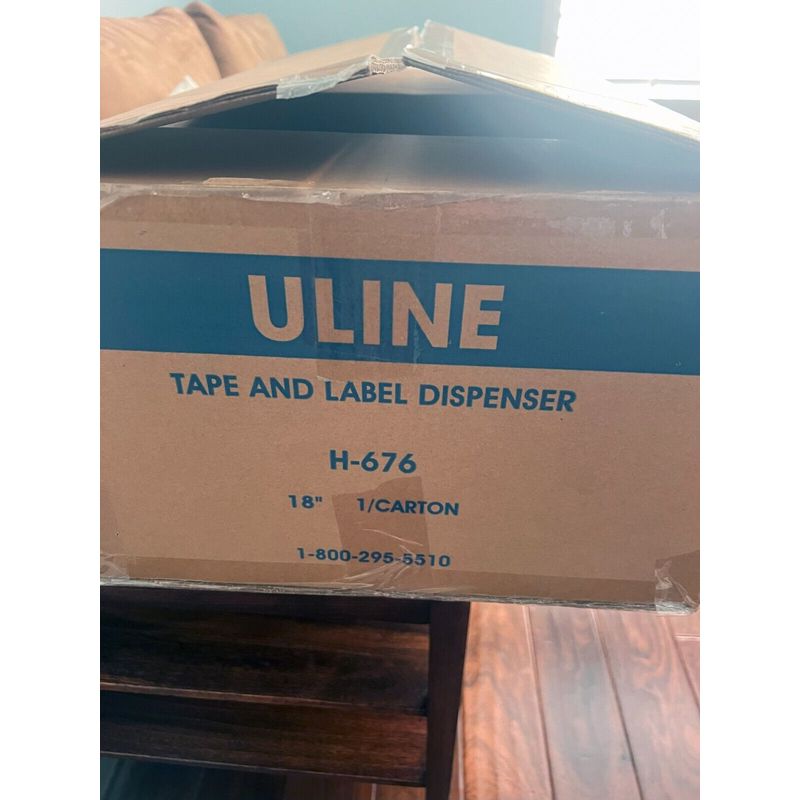 ULINE
TAPE AND LABEL DISPENSER
H-676
18" 1/CARTON
1-800-295-5510